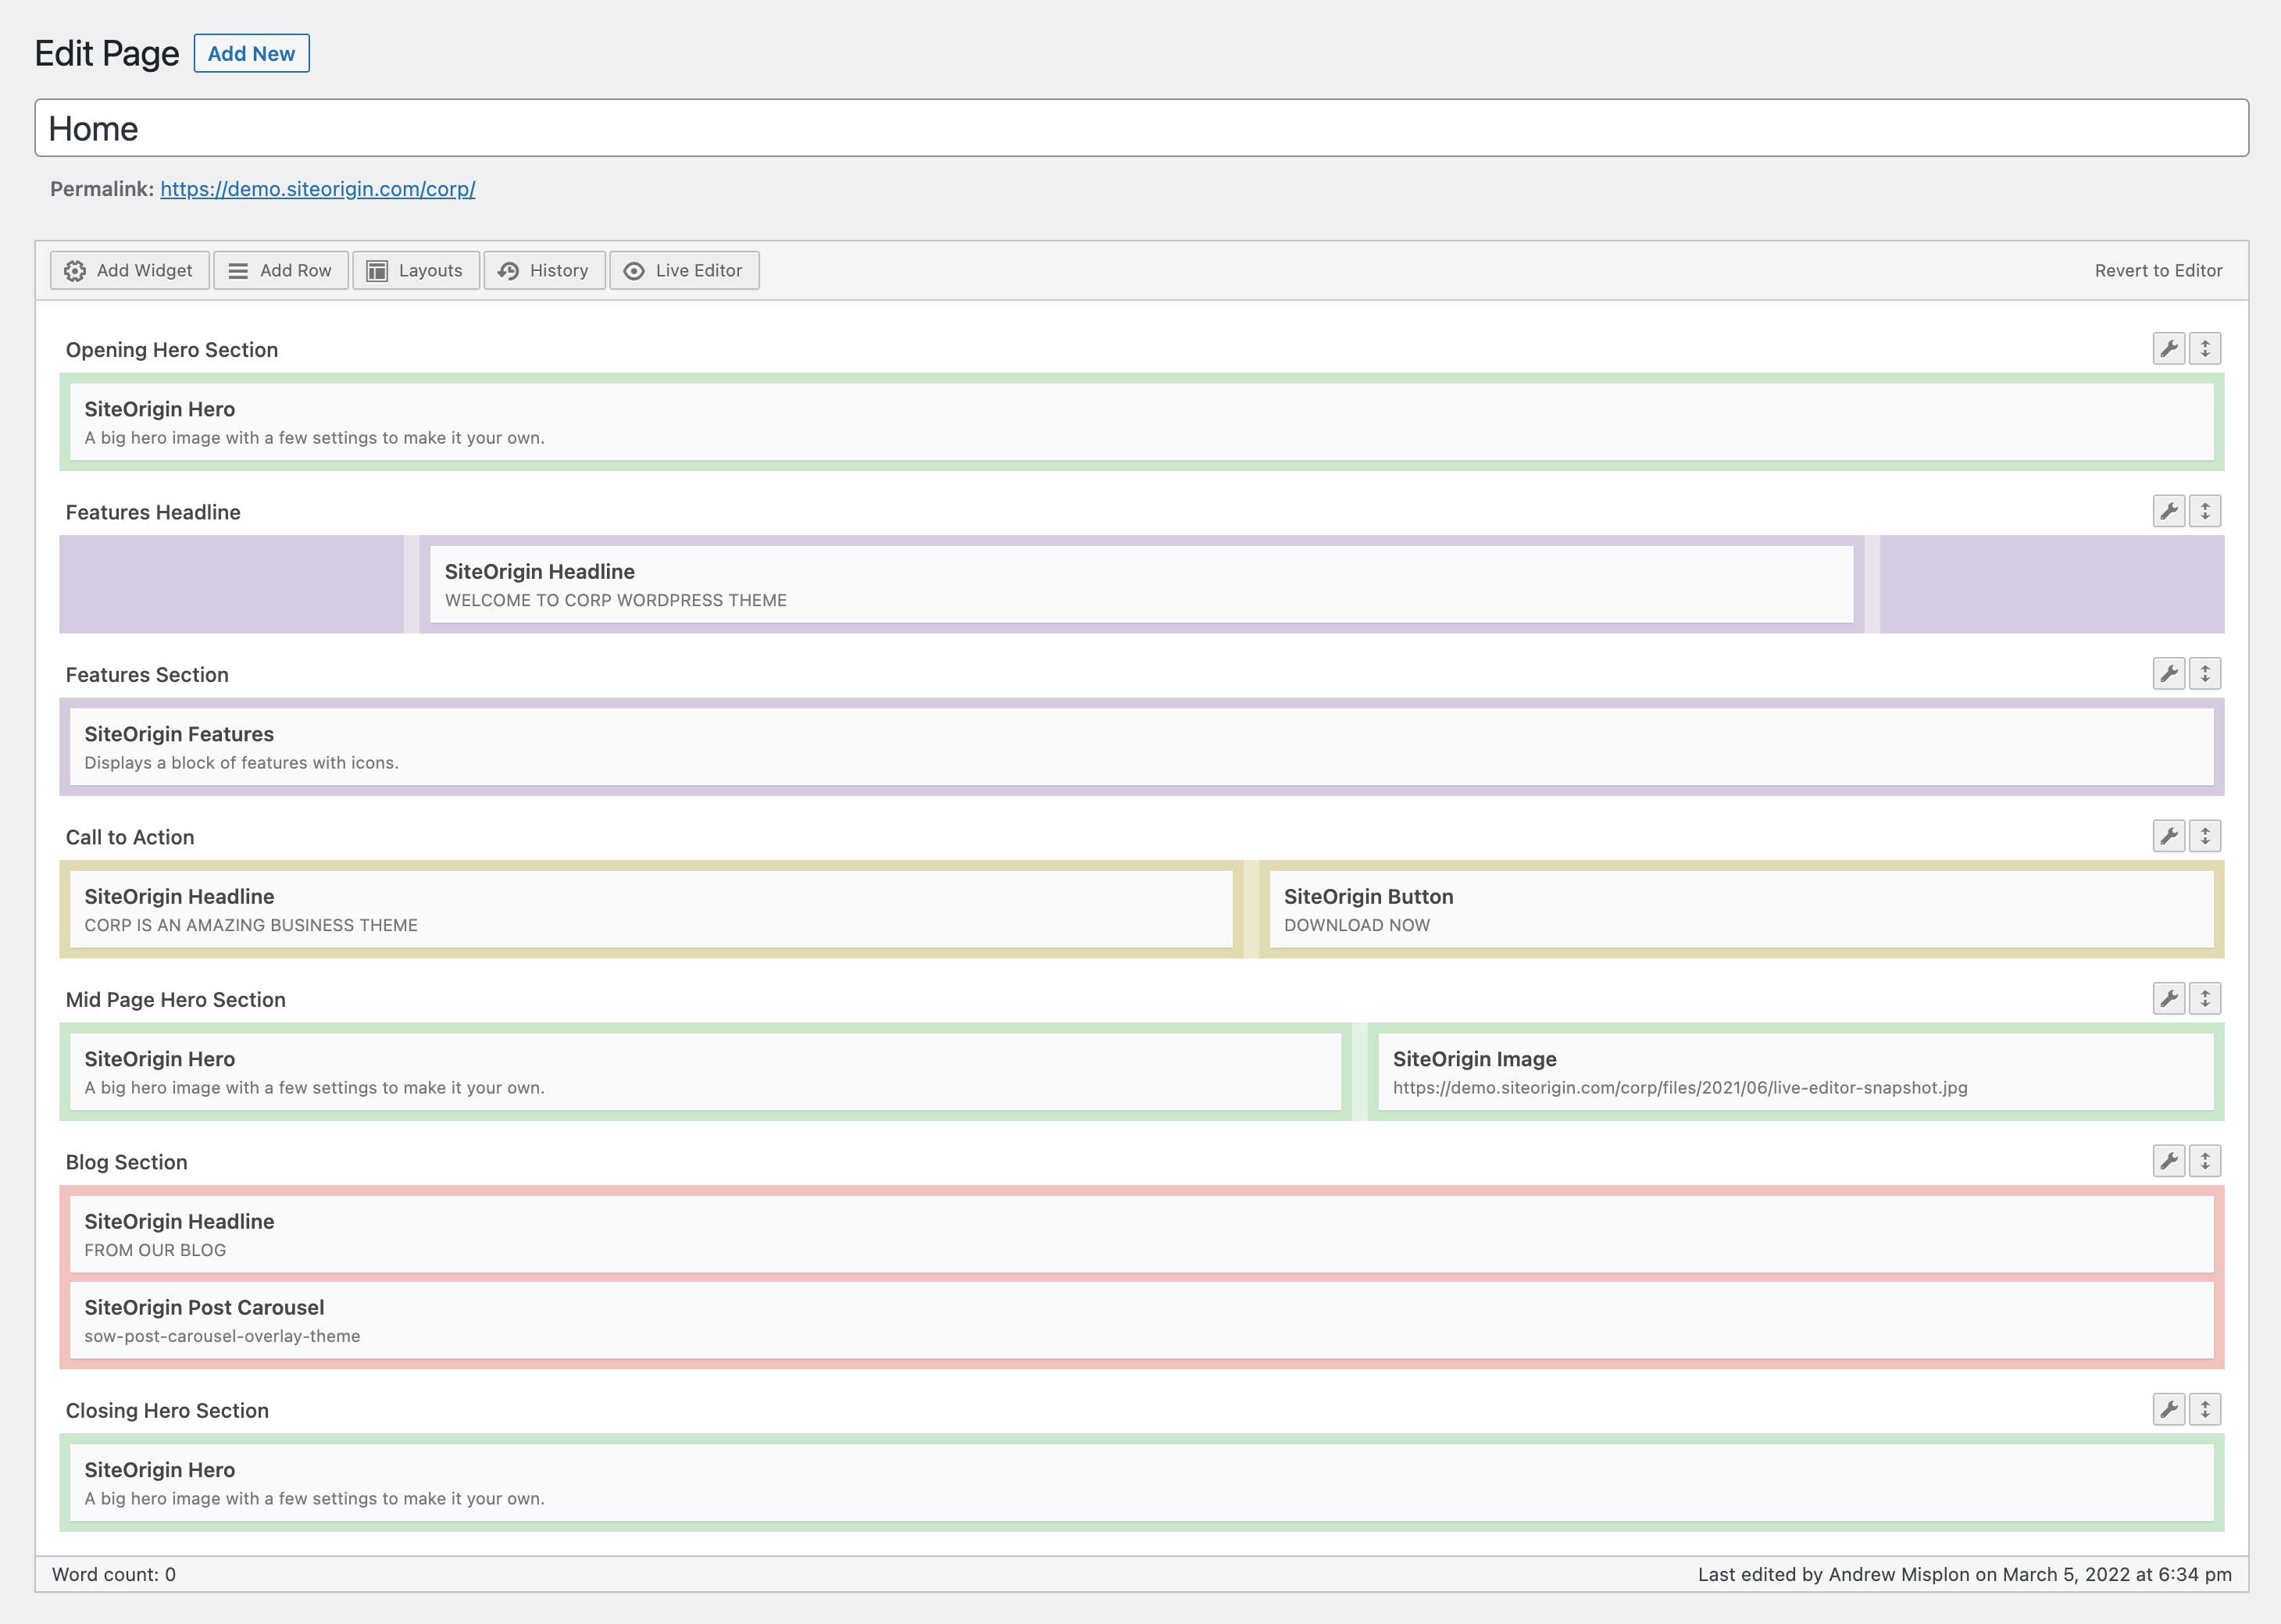 Edit Page Add New
Home
Permalink: https://demo.siteorigin.com/corp/
Add Widget Add Row Layouts History Live Editor Revert to Editor
Opening Hero Section
SiteOrigin Hero
A big hero image with a few settings to make it your own.
Features Headline
SiteOrigin Headline
WELCOME TO CORP WORDPRESS THEME
Features Section
SiteOrigin Features
Displays a block of features with icons.
Call to Action
SiteOrigin Headline
CORP IS AN AMAZING BUSINESS THEME
SiteOrigin Button
DOWNLOAD NOW
Mid Page Hero Section
SiteOrigin Hero
A big hero image with a few settings to make it your own.
SiteOrigin Image
https://demo.siteorigin.com/corp/files/2021/06/live-editor-snapshot.jpg
Blog Section
SiteOrigin Headline
FROM OUR BLOG
SiteOrigin Post Carousel
sow-post-carousel-overlay-theme
Closing Hero Section
SiteOrigin Hero
A big hero image with a few settings to make it your own.
Word count: 0 Last edited by Andrew Misplon on March 5, 2022 at 6:34 pm